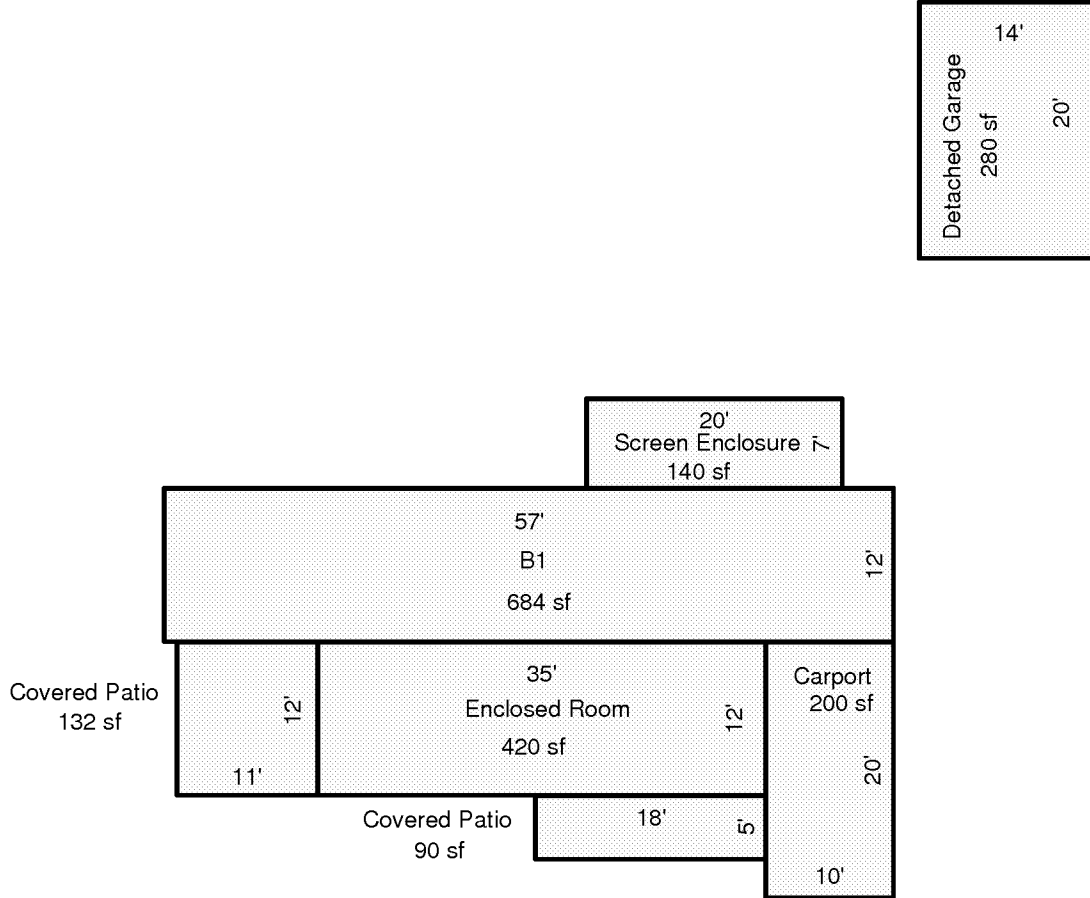 14'
Detached Garage
280 sf
20'
20'
Screen Enclosure
7'
140 sf
57'
B1
12'
684 sf
Covered Patio
132 sf
12'
11'
35'
Enclosed Room
12'
420 sf
Carport
200 sf
20'
10'
Covered Patio
90 sf
18'
5'